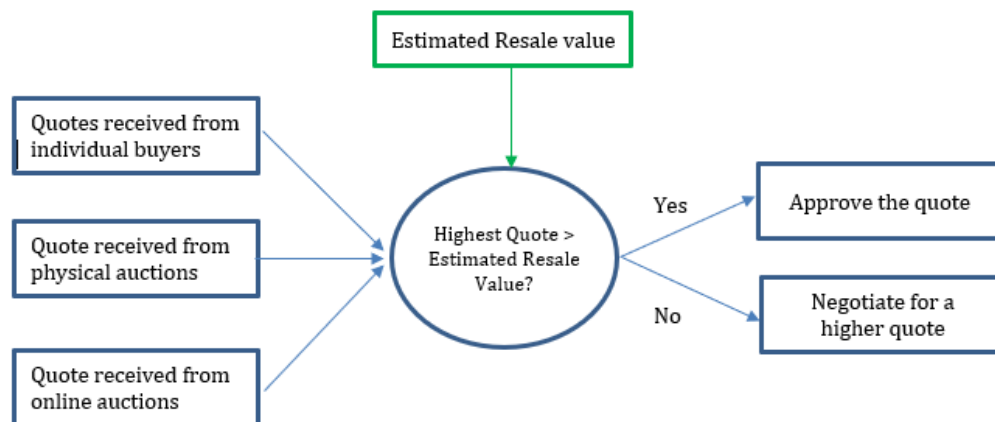 Estimated Resale value
Quotes received from
individual buyers
Quote received from
physical auctions
Quote received from
online auctions
Highest Quote >
Estimated Resale
Value?
Yes
No
Approve the quote
Negotiate for a
higher quote